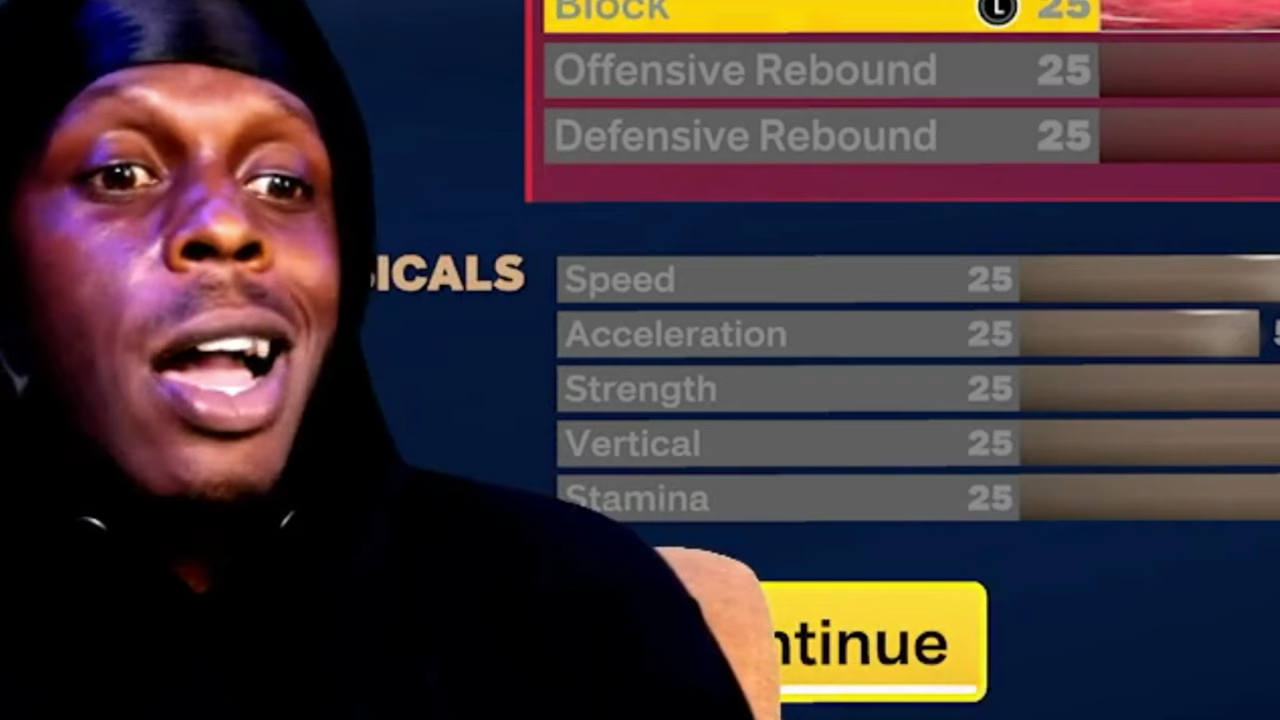 Block L 25
Offensive Rebound 25
Defensive Rebound 25
SICALS
Speed 25
Acceleration 25
Strength 25
Vertical 25
Stamina 25
ntinue